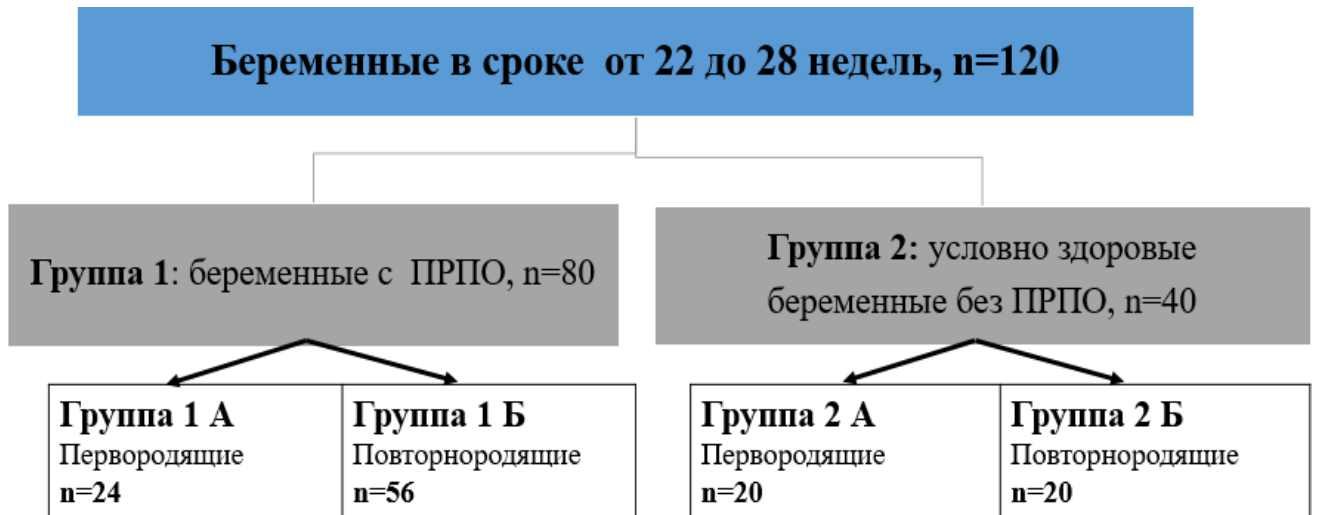 Беременные в сроке от 22 до 28 недель, n=120
Группа 1: беременные с ПРПО, n=80
Группа 2: условно здоровые
беременные без ПРПО, n=40
Группа 1 А
Первородящие
n=24
Группа 1 Б
Повторнородящие
n=56
Группа 2 А
Первородящие
n=20
Группа 2 Б
Повторнородящие
n=20